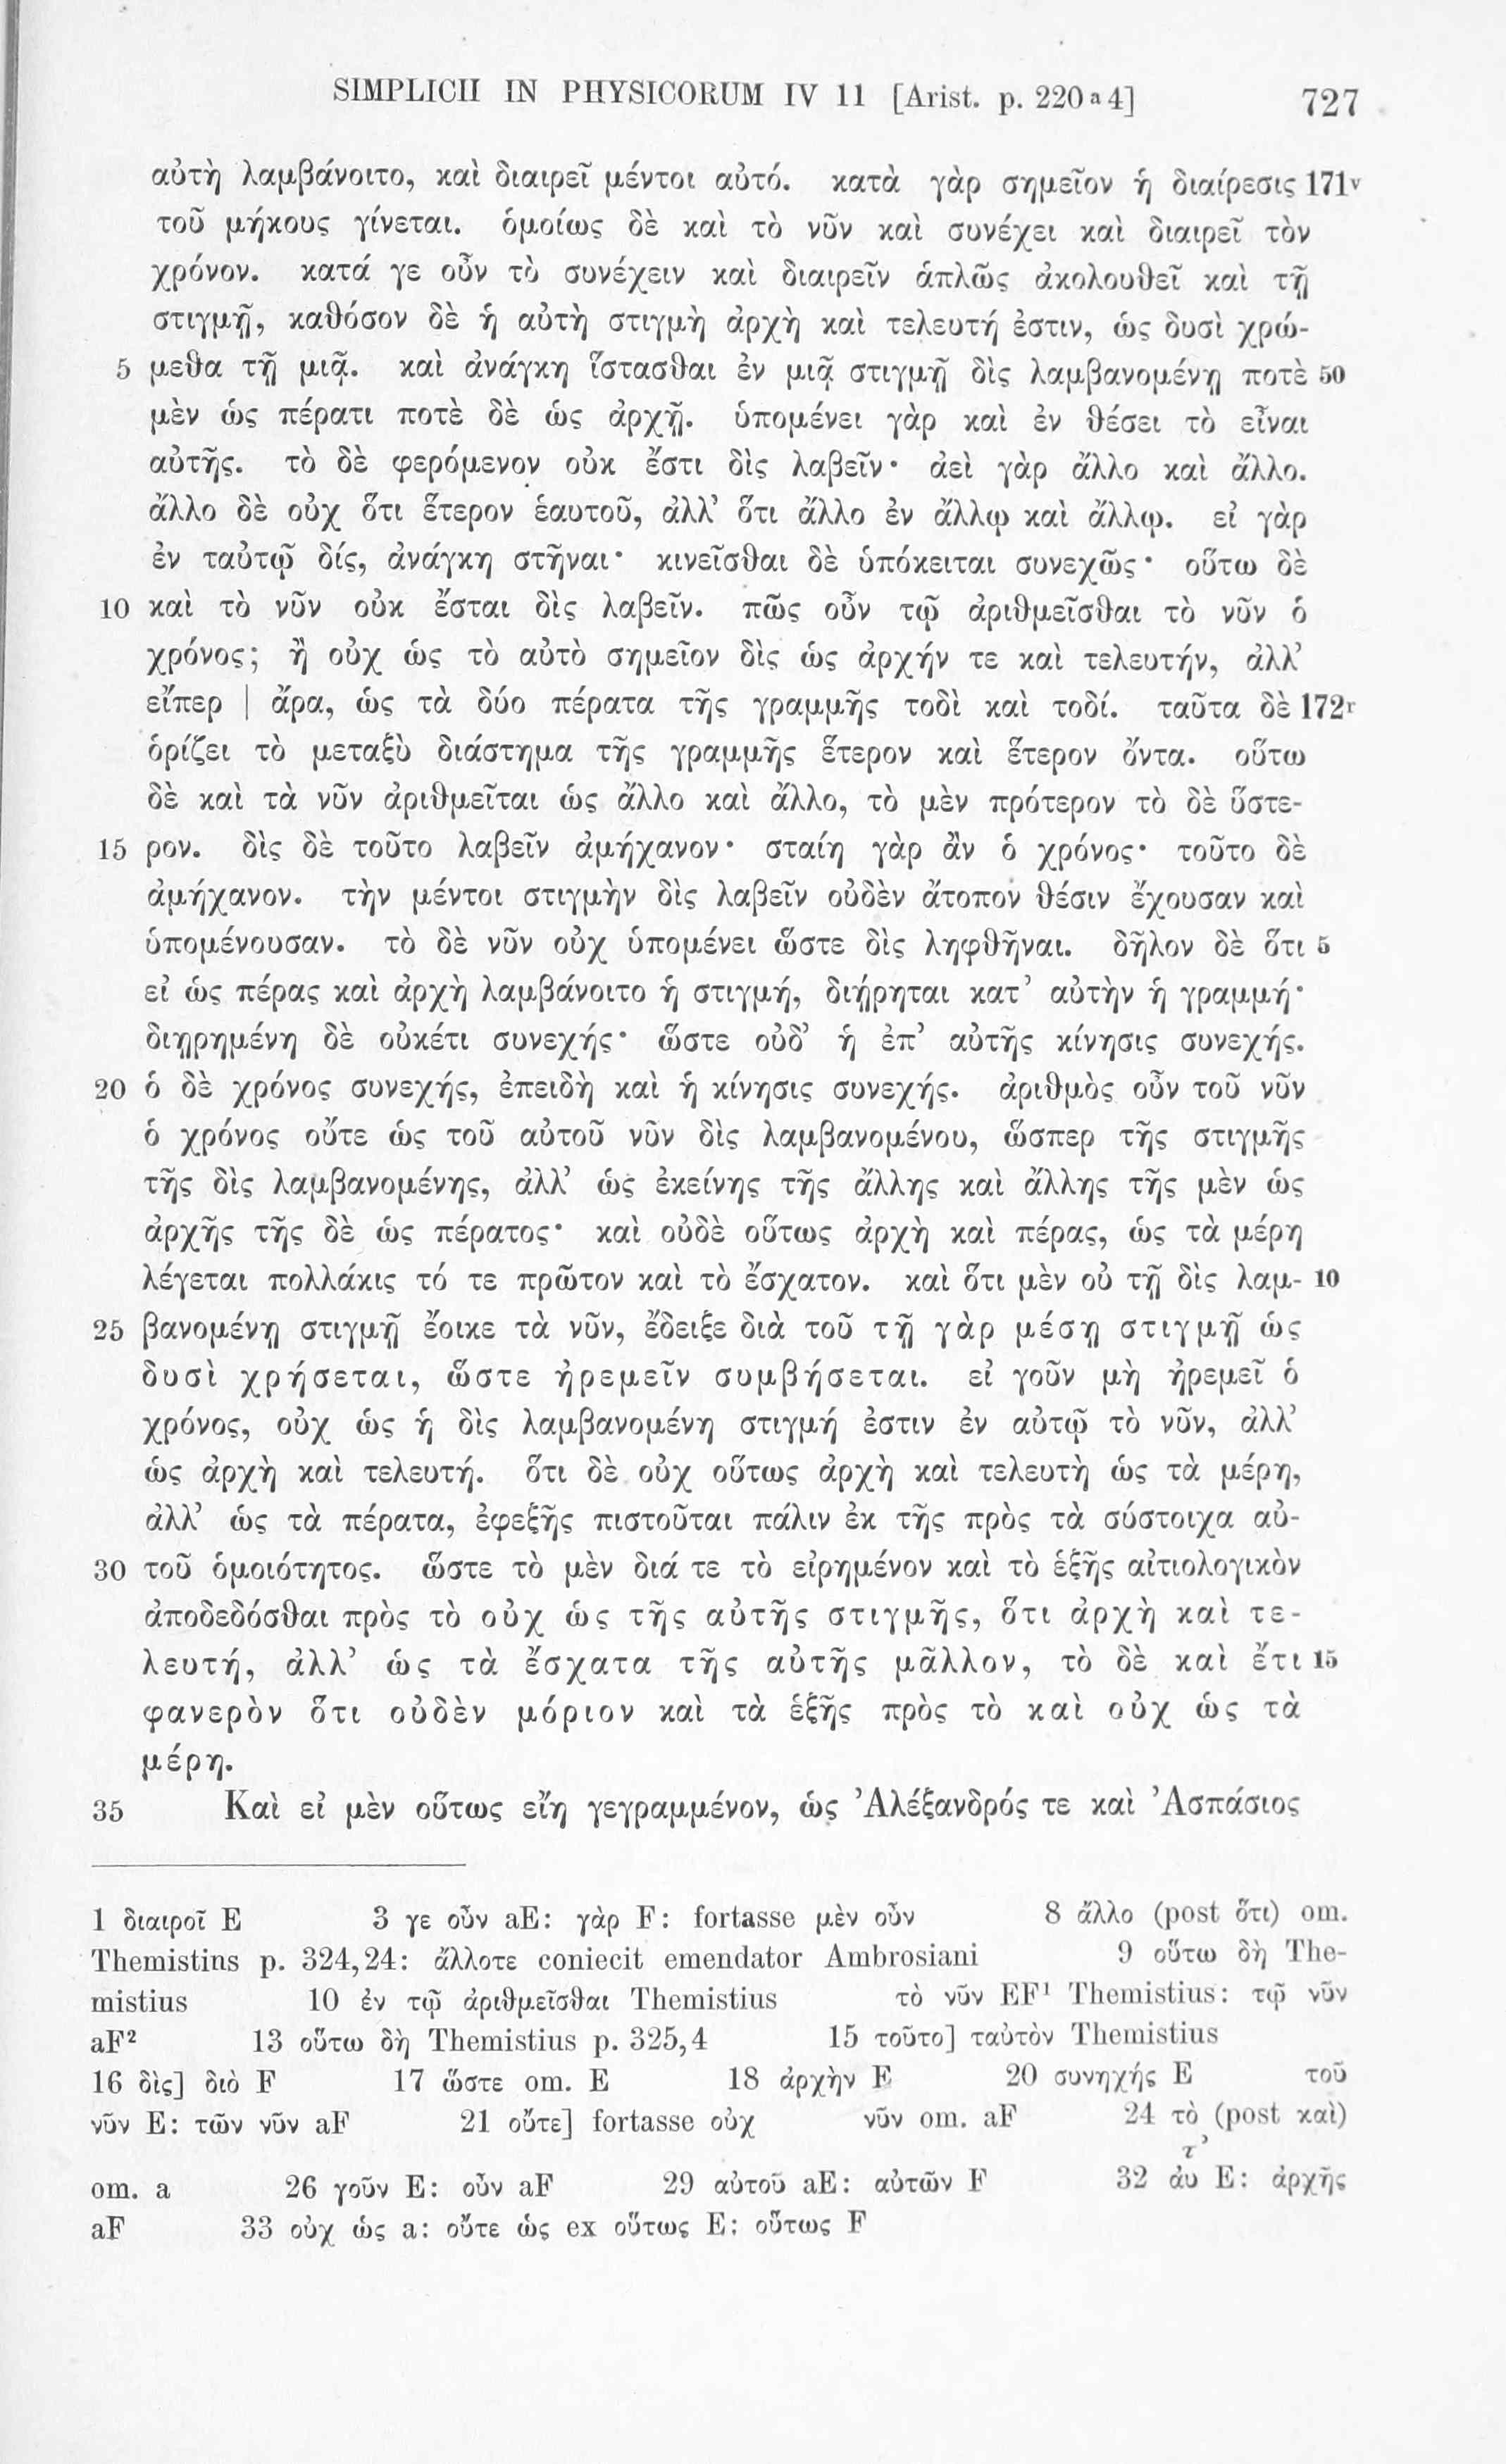 SIMPLICII IN PHYSICORUM IV 11 [Arist. p. 220ᵃ4] 727
αὐτὴ λαμβάνοιτο, καὶ διαιρεῖ μέντοι αὐτό. κατὰ γὰρ σημεῖον ἡ διαίρεσις 171ᵛ
τοῦ μήκους γίνεται. ὁμοίως δὲ καὶ τὸ νῦν καὶ συνέχει καὶ διαιρεῖ τὸν
χρόνον. κατά γε οὖν τὸ συνέχειν καὶ διαιρεῖν ἁπλῶς ἀκολουθεῖ καὶ τῇ
στιγμῇ, καθόσον δὲ ἡ αὐτὴ στιγμὴ ἀρχὴ καὶ τελευτή ἐστιν, ὡς δυσὶ χρώ-
5 μεθα τῇ μιᾷ. καὶ ἀνάγκη ἵστασθαι ἐν μιᾷ στιγμῇ δὶς λαμβανομένῃ ποτὲ 50
μὲν ὡς πέρατι ποτὲ δὲ ὡς ἀρχῇ. ὑπομένει γὰρ καὶ ἐν θέσει τὸ εἶναι
αὐτῆς. τὸ δὲ φερόμενον οὐκ ἔστι δὶς λαβεῖν· ἀεὶ γὰρ ἄλλο καὶ ἄλλο.
ἄλλο δὲ οὐχ ὅτι ἕτερον ἑαυτοῦ, ἀλλ’ ὅτι ἄλλο ἐν ἄλλῳ καὶ ἄλλῳ. εἰ γὰρ
ἐν ταὐτῷ δίς, ἀνάγκη στῆναι· κινεῖσθαι δὲ ὑπόκειται συνεχῶς· οὕτω δὲ
10 καὶ τὸ νῦν οὐκ ἔσται δὶς λαβεῖν. πῶς οὖν τῷ ἀριθμεῖσθαι τὸ νῦν ὁ
χρόνος; ἢ οὐχ ὡς τὸ αὐτὸ σημεῖον δὶς ὡς ἀρχήν τε καὶ τελευτήν, ἀλλ’
εἴπερ | ἄρα, ὡς τὰ δύο πέρατα τῆς γραμμῆς τοδὶ καὶ τοδί. ταῦτα δὲ 172ʳ
ὁρίζει τὸ μεταξὺ διάστημα τῆς γραμμῆς ἕτερον καὶ ἕτερον ὄντα. οὕτω
δὲ καὶ τὰ νῦν ἀριθμεῖται ὡς ἄλλο καὶ ἄλλο, τὸ μὲν πρότερον τὸ δὲ ὕστε-
15 ρον. δὶς δὲ τοῦτο λαβεῖν ἀμήχανον· σταίη γὰρ ἂν ὁ χρόνος· τοῦτο δὲ
ἀμήχανον. τὴν μέντοι στιγμὴν δὶς λαβεῖν οὐδὲν ἄτοπον θέσιν ἔχουσαν καὶ
ὑπομένουσαν. τὸ δὲ νῦν οὐχ ὑπομένει ὥστε δὶς ληφθῆναι. δῆλον δὲ ὅτι 5
εἰ ὡς πέρας καὶ ἀρχὴ λαμβάνοιτο ἡ στιγμή, διῄρηται κατ’ αὐτὴν ἡ γραμμή·
διῃρημένη δὲ οὐκέτι συνεχής· ὥστε οὐδ’ ἡ ἐπ’ αὐτῆς κίνησις συνεχής.
20 ὁ δὲ χρόνος συνεχής, ἐπειδὴ καὶ ἡ κίνησις συνεχής. ἀριθμὸς οὖν τοῦ νῦν
ὁ χρόνος οὔτε ὡς τοῦ αὐτοῦ νῦν δὶς λαμβανομένου, ὥσπερ τῆς στιγμῆς
τῆς δὶς λαμβανομένης, ἀλλ’ ὡς ἐκείνης τῆς ἄλλης καὶ ἄλλης τῆς μὲν ὡς
ἀρχῆς τῆς δὲ ὡς πέρατος· καὶ οὐδὲ οὕτως ἀρχὴ καὶ πέρας, ὡς τὰ μέρη
λέγεται πολλάκις τό τε πρῶτον καὶ τὸ ἔσχατον. καὶ ὅτι μὲν οὐ τῇ δὶς λαμ- 10
25 βανομένῃ στιγμῇ ἔοικε τὰ νῦν, ἔδειξε διὰ τοῦ τῇ γὰρ μέσῃ στιγμῇ ὡς
δυσὶ χρήσεται, ὥστε ἠρεμεῖν συμβήσεται. εἰ γοῦν μὴ ἠρεμεῖ ὁ
χρόνος, οὐχ ὡς ἡ δὶς λαμβανομένη στιγμή ἐστιν ἐν αὐτῷ τὸ νῦν, ἀλλ’
ὡς ἀρχὴ καὶ τελευτή. ὅτι δὲ οὐχ οὕτως ἀρχὴ καὶ τελευτὴ ὡς τὰ μέρη,
ἀλλ’ ὡς τὰ πέρατα, ἐφεξῆς πιστοῦται πάλιν ἐκ τῆς πρὸς τὰ σύστοιχα αὐ-
30 τοῦ ὁμοιότητος. ὥστε τὸ μὲν διά τε τὸ εἰρημένον καὶ τὸ ἑξῆς αἰτιολογικὸν
ἀποδεδόσθαι πρὸς τὸ οὐχ ὡς τῆς αὐτῆς στιγμῆς, ὅτι ἀρχὴ καὶ τε-
λευτή, ἀλλ’ ὡς τὰ ἔσχατα τῆς αὐτῆς μᾶλλον, τὸ δὲ καὶ ἔτι 15
φανερὸν ὅτι οὐδὲν μόριον καὶ τὰ ἑξῆς πρὸς τὸ καὶ οὐχ ὡς τὰ
μέρη.
35 Καὶ εἰ μὲν οὕτως εἴη γεγραμμένον, ὡς Ἀλέξανδρός τε καὶ Ἀσπάσιος
1 διαιροῖ E 3 γε οὖν aE: γὰρ F: fortasse μὲν οὖν 8 ἄλλο (post ὅτι) om.
Themistins p. 324,24: ἄλλοτε coniecit emendator Ambrosiani 9 οὕτω δὴ The-
mistius 10 ἐν τῷ ἀριθμεῖσθαι Themistius τὸ νῦν EF¹ Themistius: τῷ νῦν
aF² 13 οὕτω δὴ Themistius p. 325,4 15 τοῦτο] ταὐτὸν Themistius
16 δὶς] διὸ F 17 ὥστε om. E 18 ἀρχὴν E 20 συνηχής E τοῦ
νῦν E: τῶν νῦν aF 21 οὔτε] fortasse οὐχ νῦν om. aF 24 τὸ (post καὶ)
om. a 26 γοῦν E: οὖν aF 29 αὐτοῦ aE: αὐτῶν F 32 ἀυτ’ E: ἀρχῆς
aF 33 οὐχ ὡς a: οὔτε ὡς ex οὕτως E: οὕτως F